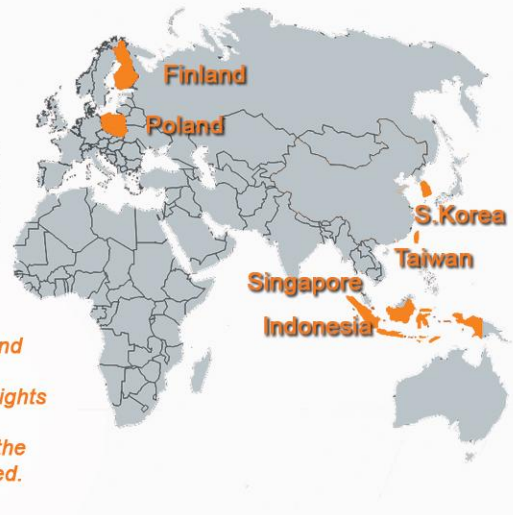 Finland
Poland
S.Korea
Taiwan
Singapore
Indonesia
nd
ights
the
ed.